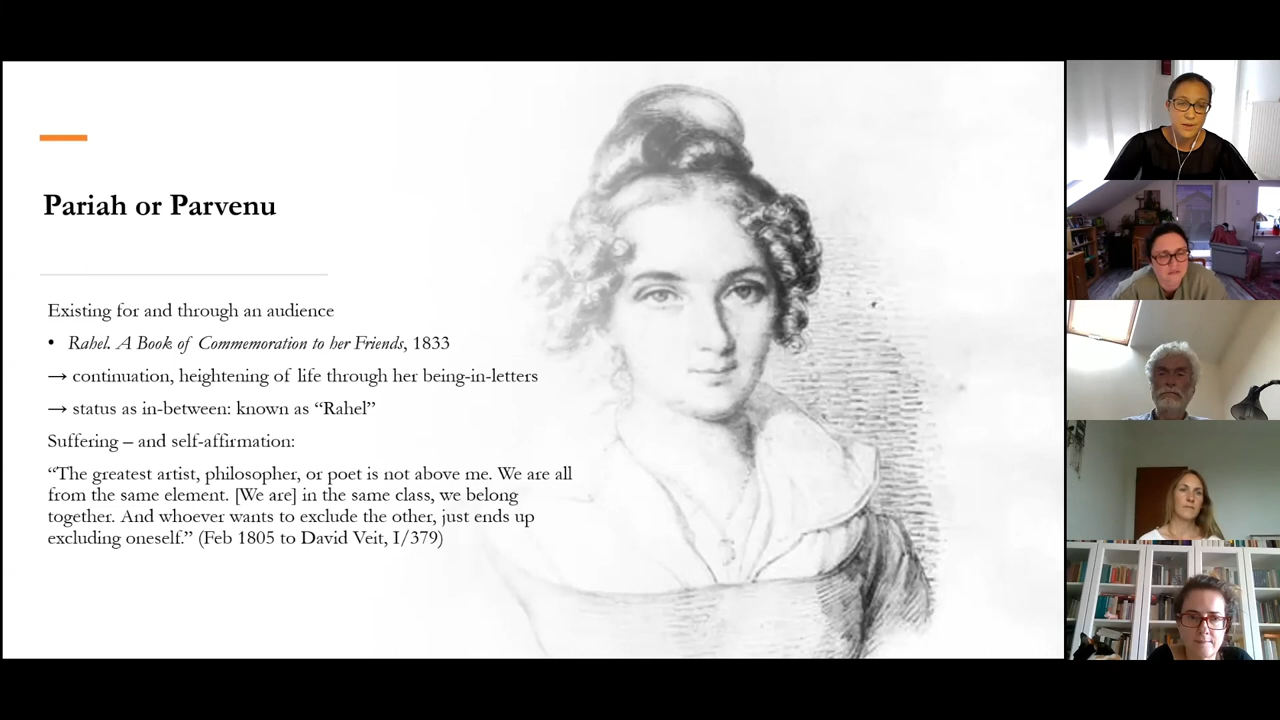 Pariah or Parvenu
Existing for and through an audience
• Rahel. A Book of Commemoration to her Friends, 1833
→ continuation, heightening of life through her being-in-letters
→ status as in-between: known as “Rahel”
Suffering – and self-affirmation:
“The greatest artist, philosopher, or poet is not above me. We are all
from the same element. [We are] in the same class, we belong
together. And whoever wants to exclude the other, just ends up
excluding oneself.” (Feb 1805 to David Veit, I/379)